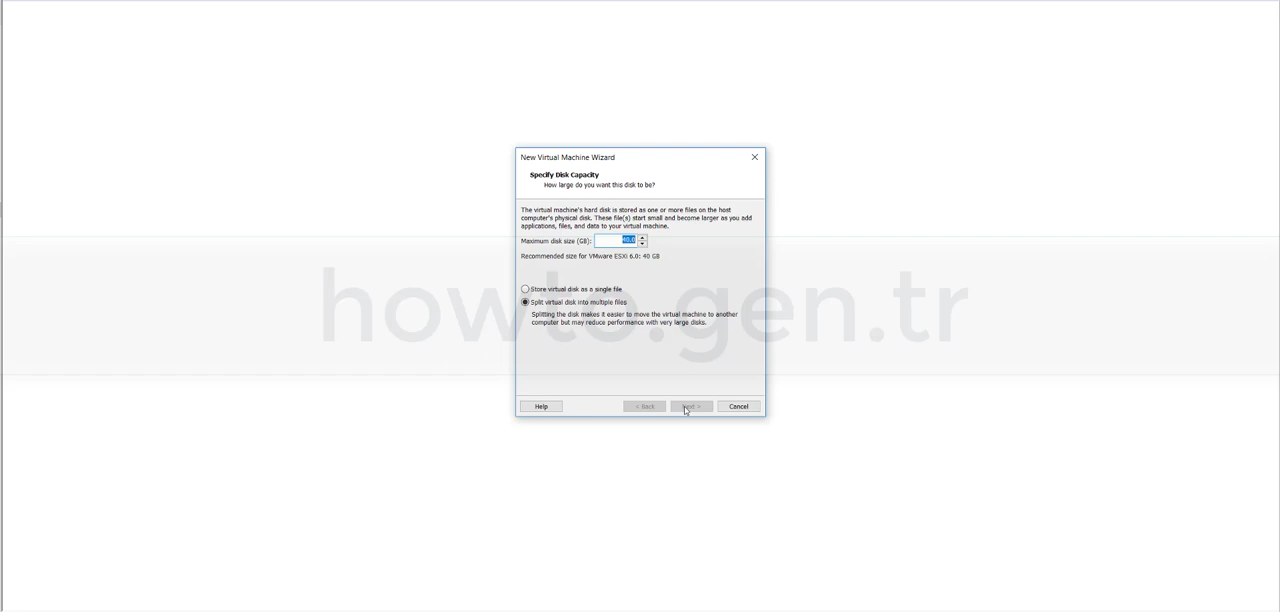 New Virtual Machine Wizard
Specify Disk Capacity
How large do you want this disk to be?
The virtual machine's hard disk is stored as one or more files on the host
computer's physical disk. These file(s) start small and become larger as you add
applications, files, and data to your virtual machine.
Maximum disk size (GB): 40.0
Recommended size for VMware ESXi 6.0: 40 GB
Store virtual disk as a single file
Split virtual disk into multiple files
Splitting the disk makes it easier to move the virtual machine to another
computer but may reduce performance with very large disks.
howto.gen.tr
Help < Back Next > Cancel